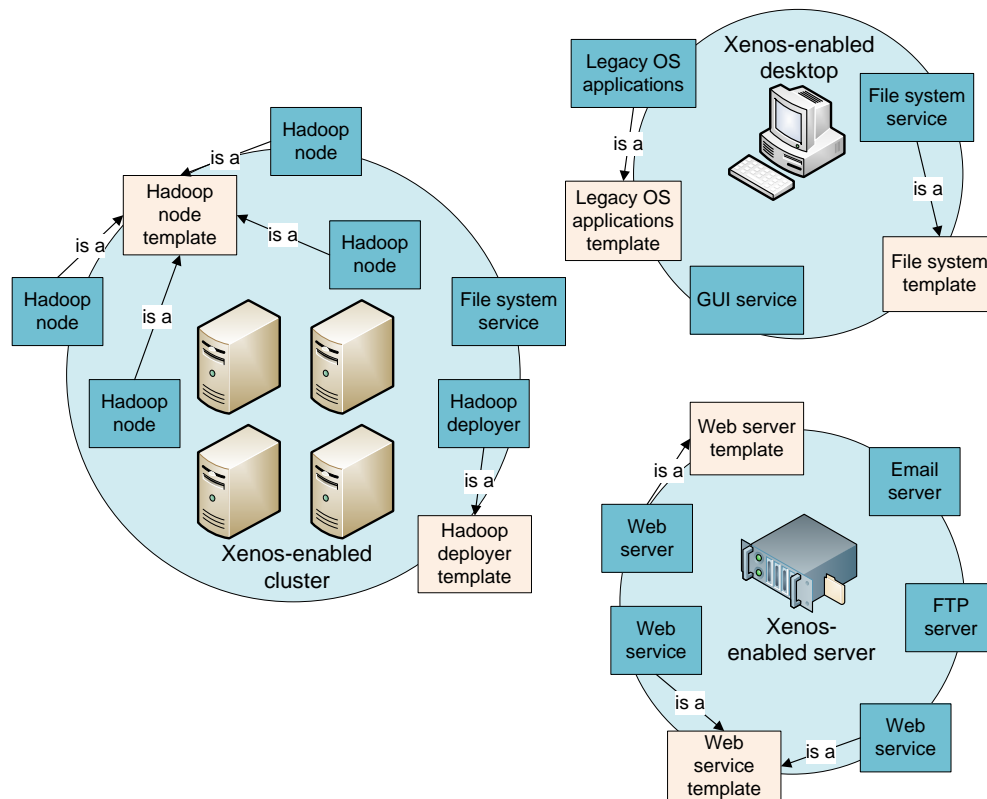 Hadoop
node
is a
Hadoop
node
template
is a
is a
Hadoop
node
Hadoop
node
is a
Hadoop
node
File system
service
Hadoop
deployer
is a
Hadoop
deployer
template
Xenos-enabled
cluster
Legacy OS
applications
Xenos-enabled
desktop
File system
service
is a
is a
Legacy OS
applications
template
File system
template
GUI service
Web server
template
is a
Email
server
Web
server
FTP
server
Web
service
Xenos-
enabled server
is a
Web
service
is a
Web
service template